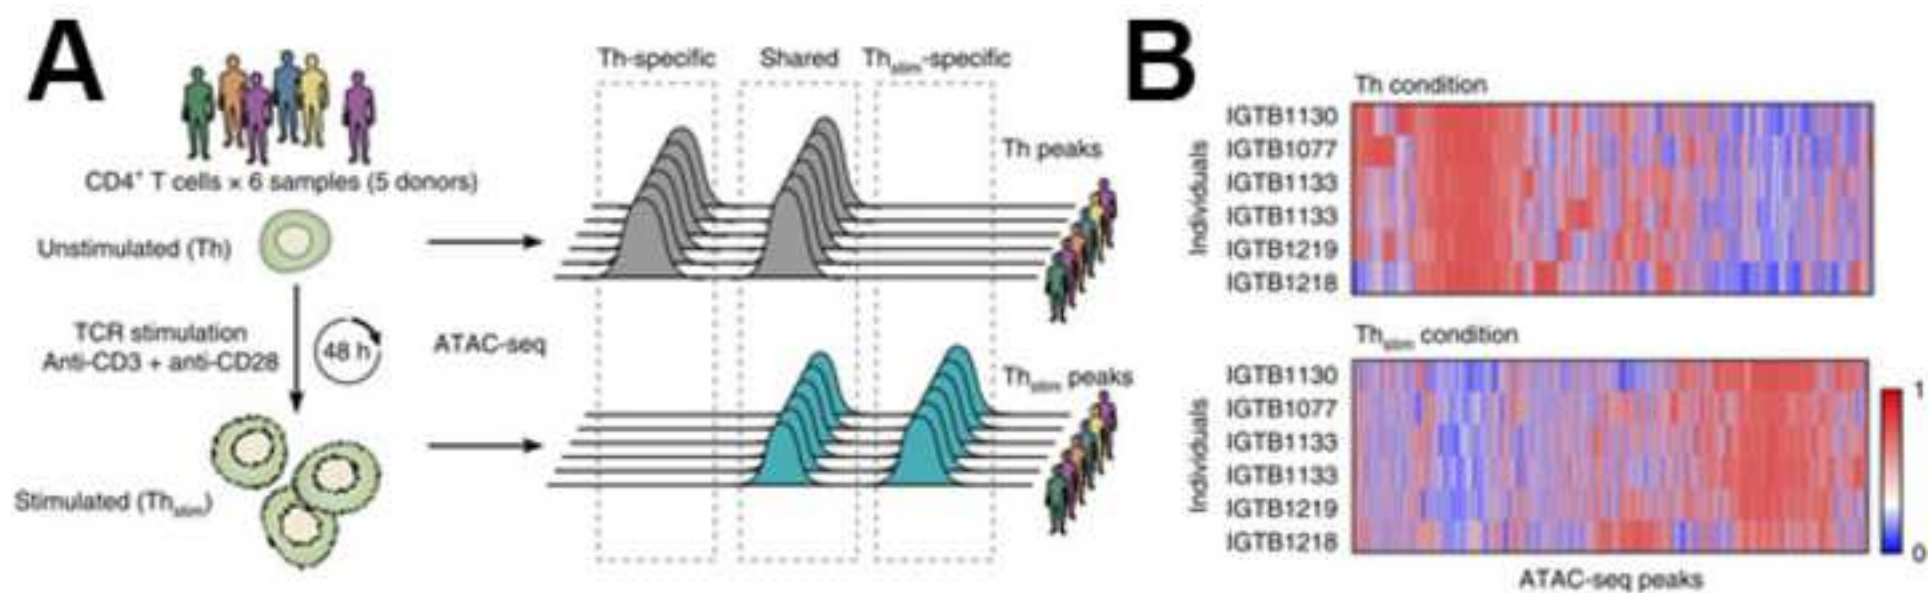 A
Th-specific
Shared
Thstim-specific
Th peaks
CD4+ T cells × 6 samples (5 donors)
Unstimulated (Th)
TCR stimulation
Anti-CD3 + anti-CD28
48 h
ATAC-seq
Thstim peaks
Stimulated (Thstim)
B
Th condition
Individuals
IGTB1130
IGTB1077
IGTB1133
IGTB1133
IGTB1219
IGTB1218
Thstim condition
Individuals
IGTB1130
IGTB1077
IGTB1133
IGTB1133
IGTB1219
IGTB1218
1
0
ATAC-seq peaks